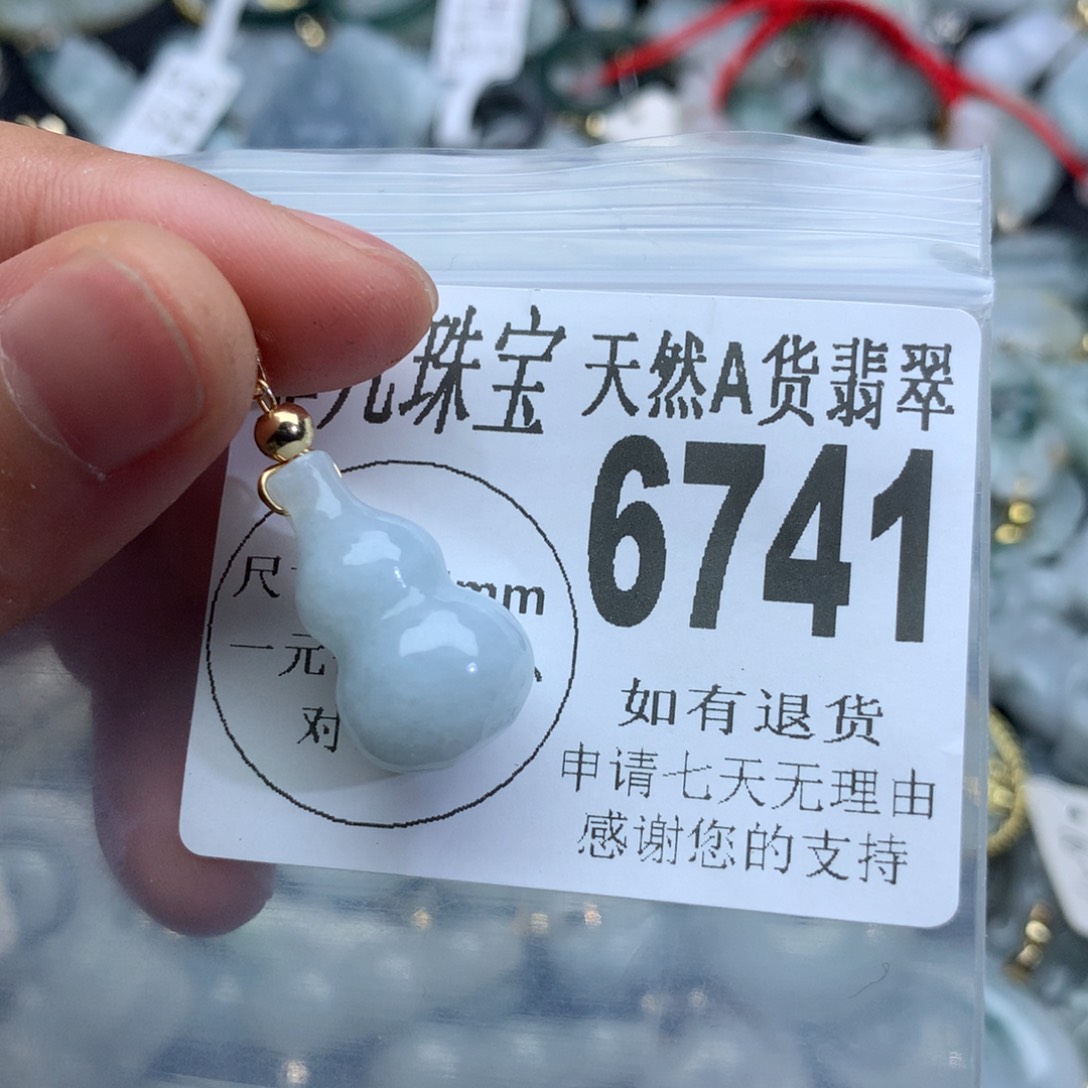 珠宝 天然A货翡翠
6741
尺 mm
一元
对
如有退货
申请七天无理由
感谢您的支持